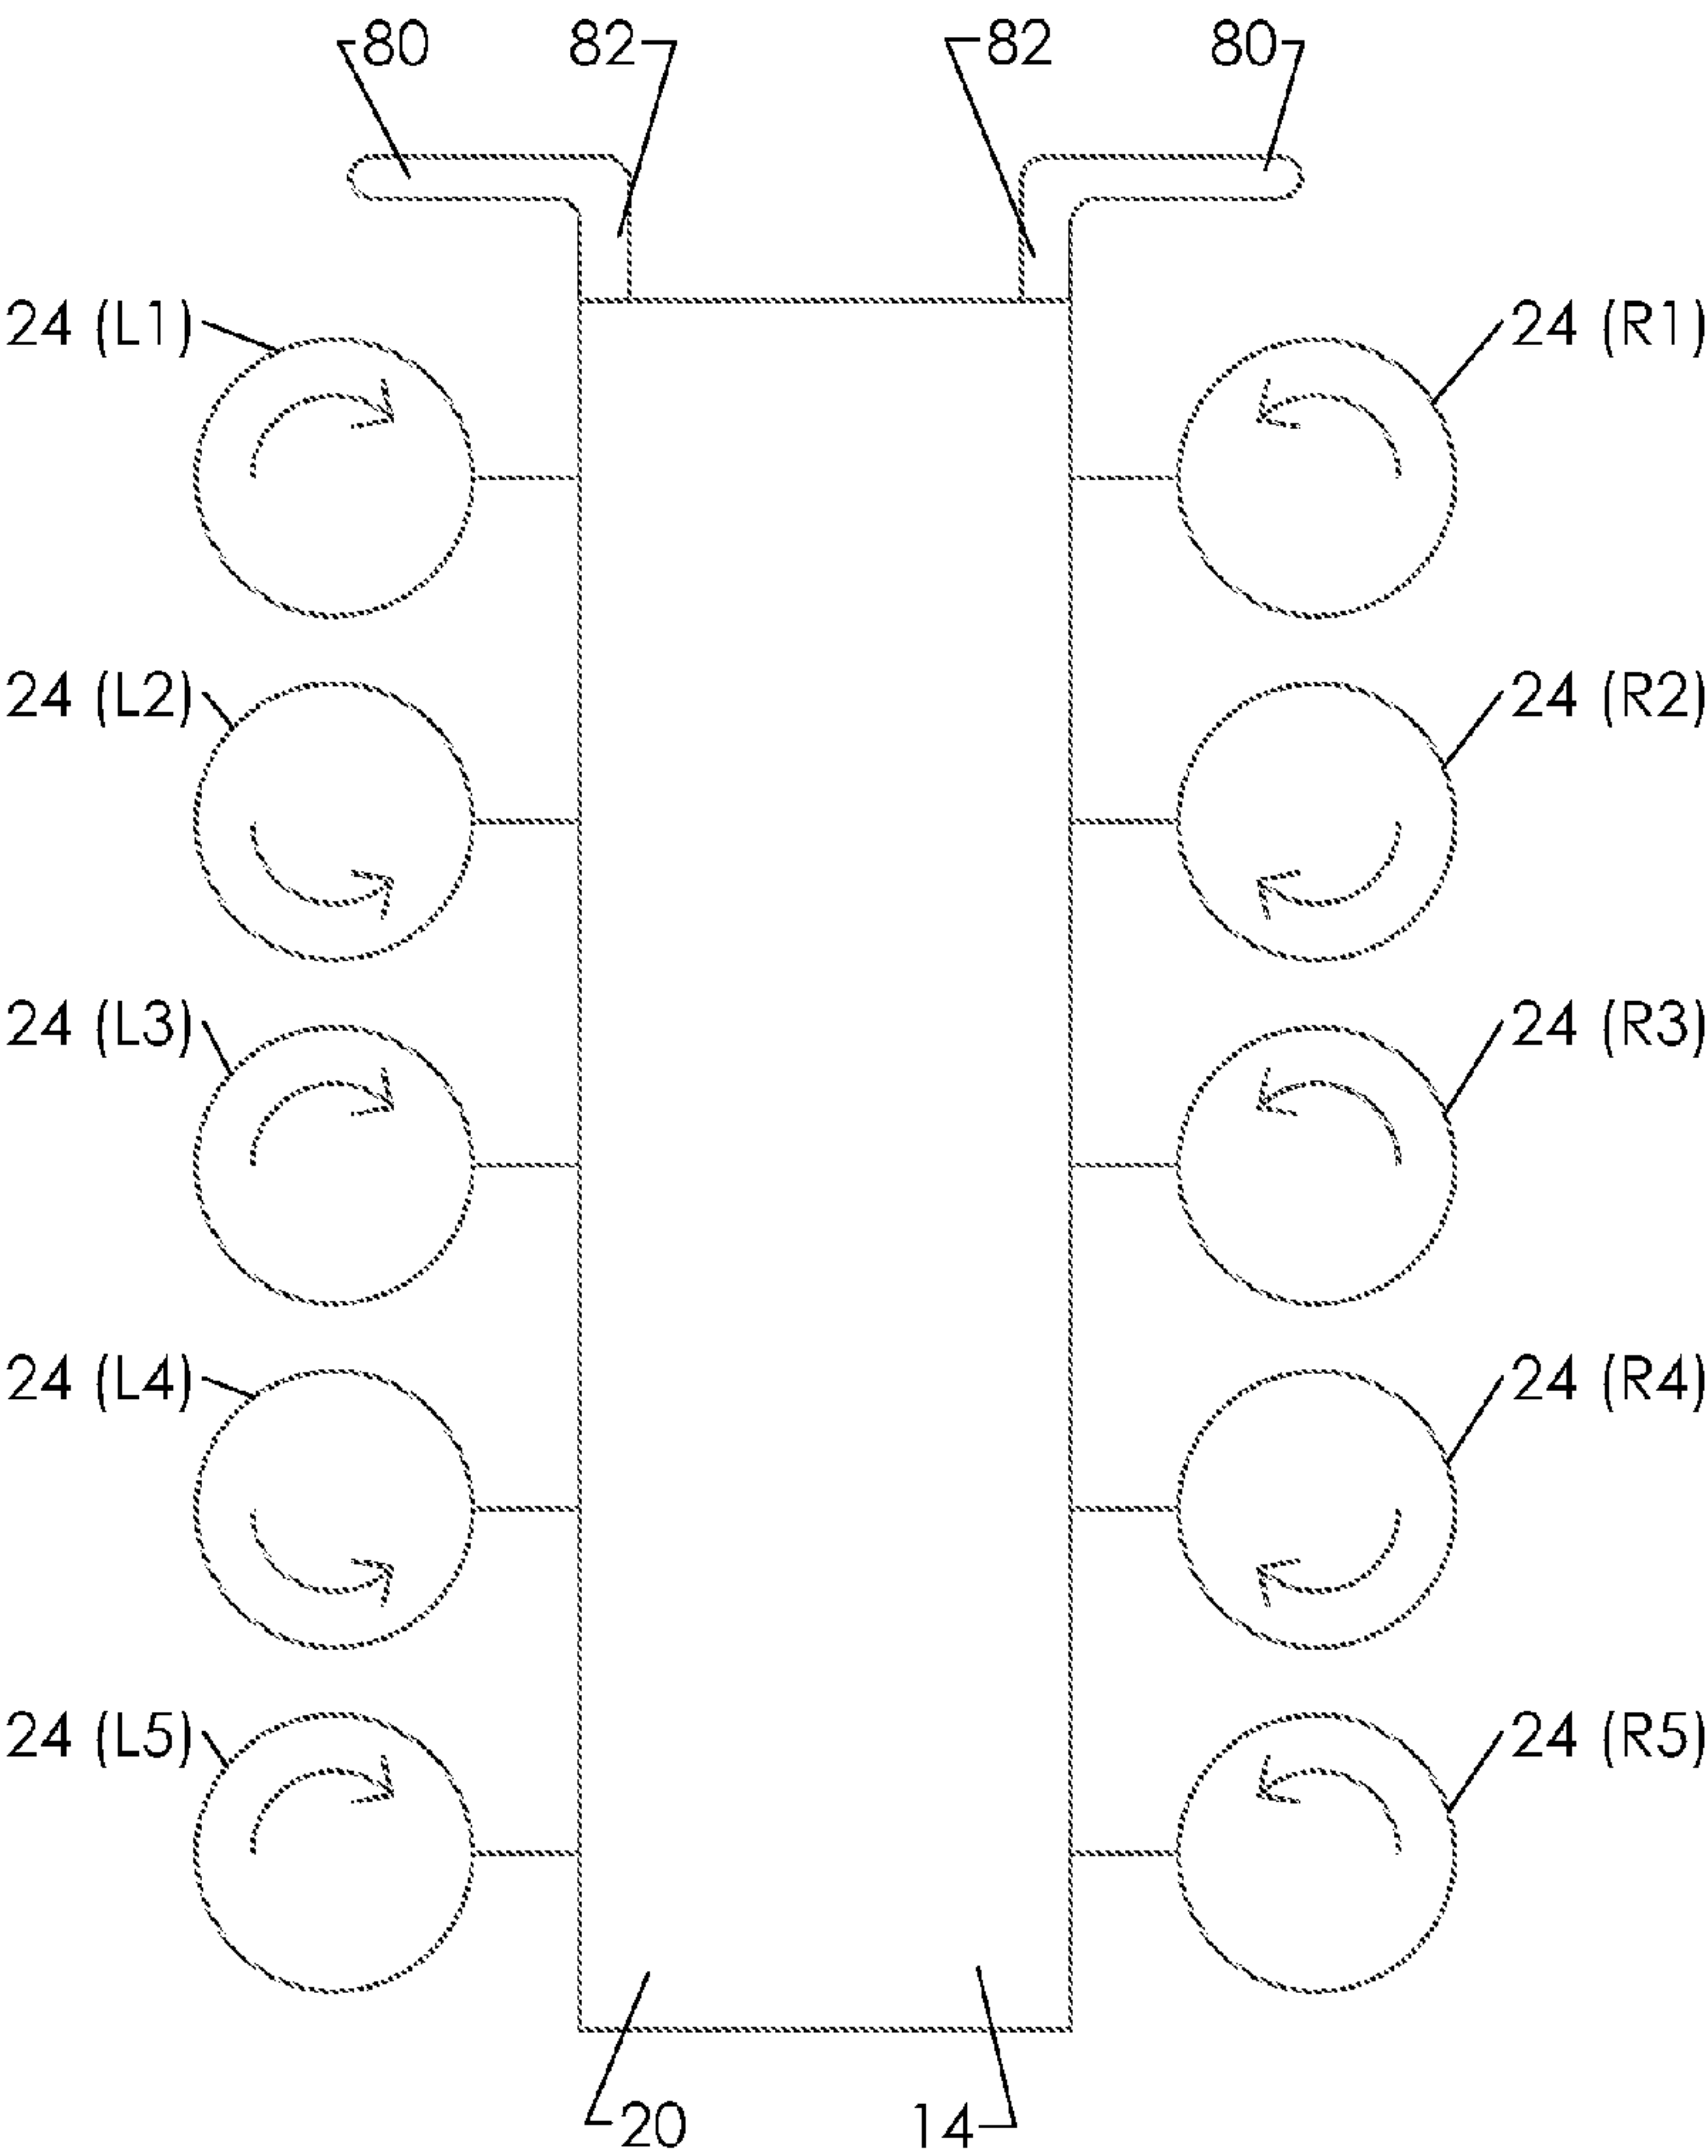 80 82 82 80
24 (L1) 24 (R1)
24 (L2) 24 (R2)
24 (L3) 24 (R3)
24 (L4) 24 (R4)
24 (L5) 24 (R5)
20 14